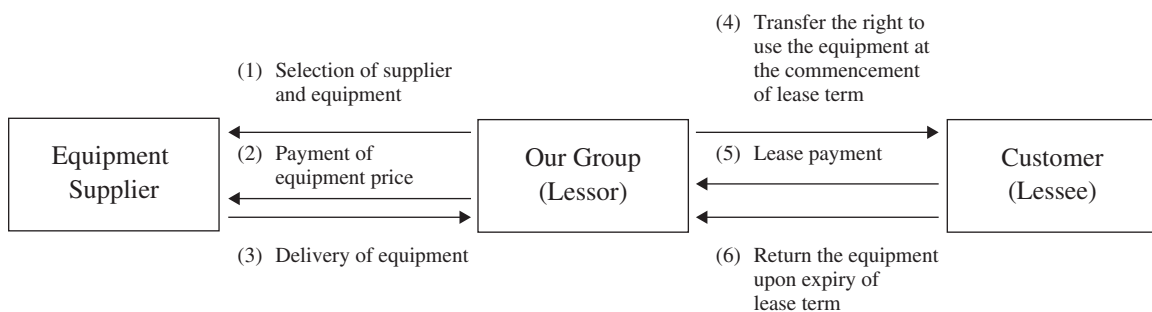 (4) Transfer the right to
use the equipment at
the commencement
of lease term
(1) Selection of supplier
and equipment
Equipment
Supplier
(2) Payment of
equipment price
Our Group
(Lessor)
(5) Lease payment
Customer
(Lessee)
(3) Delivery of equipment
(6) Return the equipment
upon expiry of
lease term